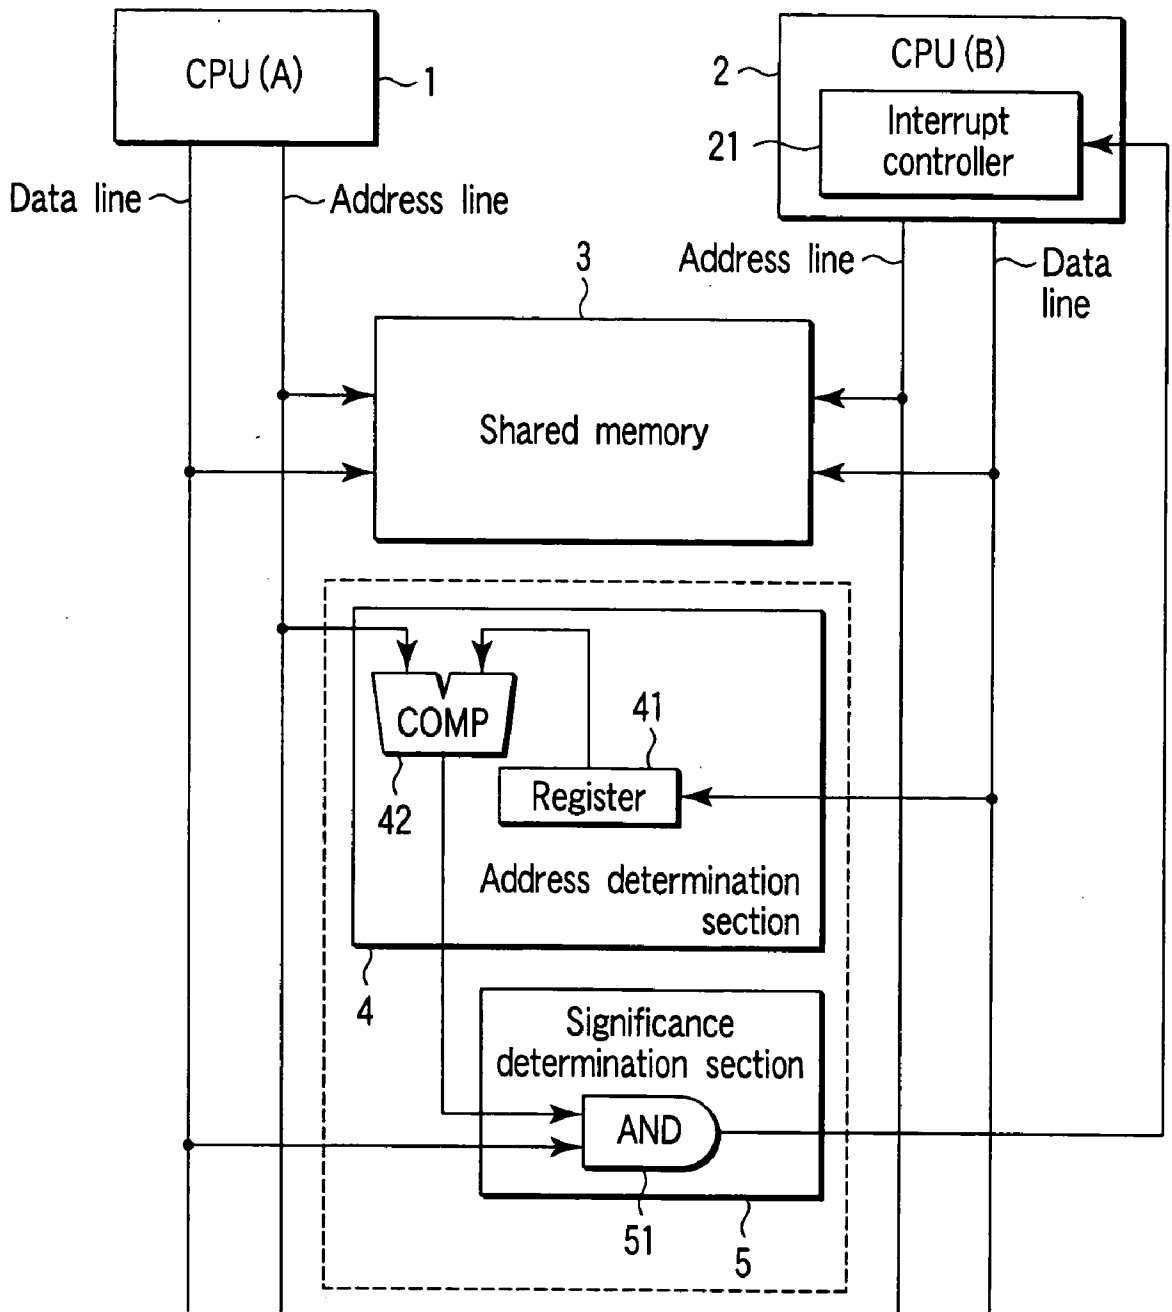 CPU (A)
1
2
CPU (B)
21
Interrupt
controller
Data line
Address line
Address line
Data
line
3
Shared memory
COMP
42
41
Register
Address determination
section
4
Significance
determination section
AND
51
5